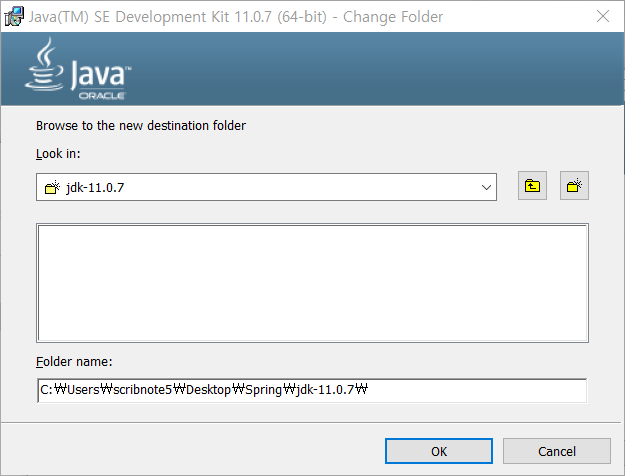 Java(TM) SE Development Kit 11.0.7 (64-bit) - Change Folder
Java™
ORACLE
Browse to the new destination folder
Look in:
jdk-11.0.7
Folder name:
C:₩Users₩scribnote5₩Desktop₩Spring₩jdk-11.0.7₩
OK Cancel